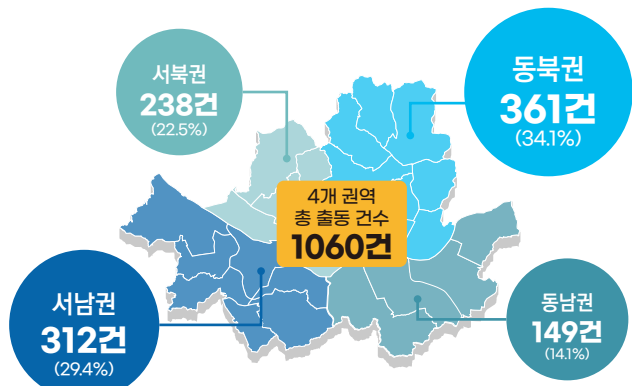 서북권
238건
(22.5%)
동북권
361건
(34.1%)
4개 권역
총 출동 건수
1060건
서남권
312건
(29.4%)
동남권
149건
(14.1%)